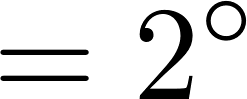 = 2°